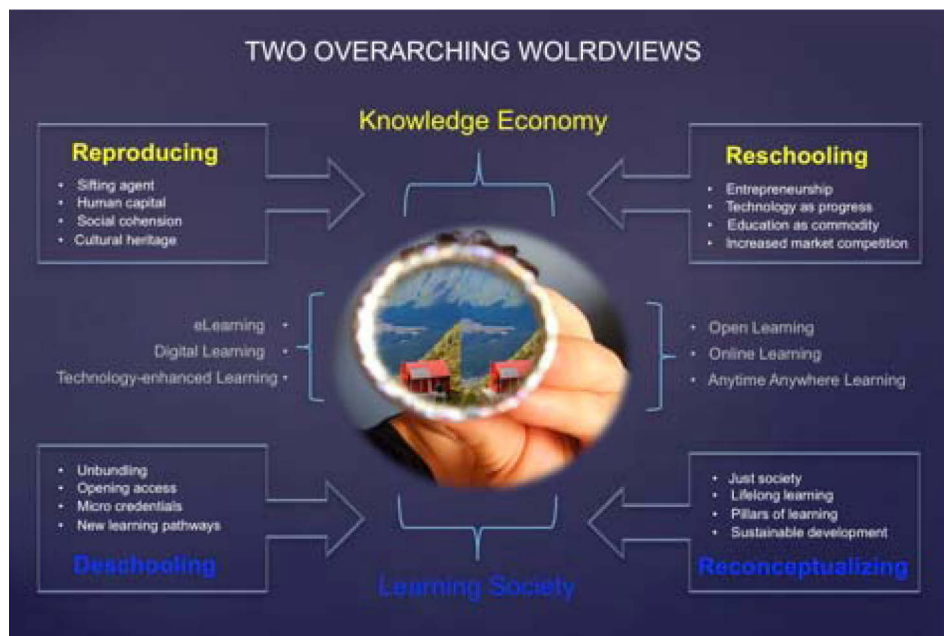 TWO OVERARCHING WOLRDVIEWS
Knowledge Economy
Reproducing
• Sifting agent
• Human capital
• Social cohension
• Cultural heritage
Reschooling
• Entrepreneurship
• Technology as progress
• Education as commodity
• Increased market competition
eLearning •
Digital Learning •
Technology-enhanced Learning •
• Open Learning
• Online Learning
• Anytime Anywhere Learning
• Unbundling
• Opening access
• Micro credentials
• New learning pathways
Deschooling
• Just society
• Lifelong learning
• Pillars of learning
• Sustainable development
Reconceptualizing
Learning Society